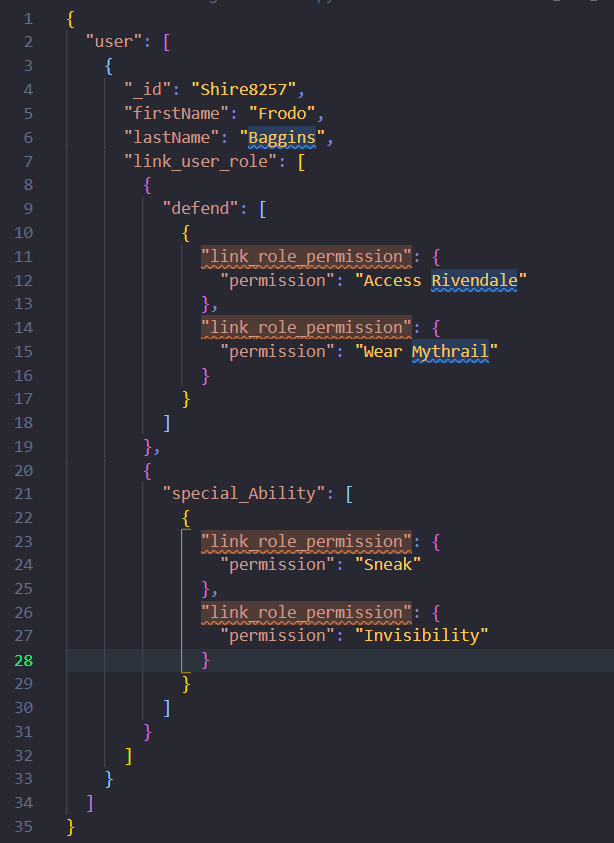 1 {
2 "user": [
3 {
4 "_id": "Shire8257",
5 "firstName": "Frodo",
6 "lastName": "Baggins",
7 "link_user_role": [
8 {
9 "defend": [
10 {
11 "link_role_permission": {
12 "permission": "Access Rivendale"
13 },
14 "link_role_permission": {
15 "permission": "Wear Mythrail"
16 }
17 }
18 ]
19 },
20 {
21 "special_Ability": [
22 {
23 "link_role_permission": {
24 "permission": "Sneak"
25 },
26 "link_role_permission": {
27 "permission": "Invisibility"
28 }
29 }
30 ]
31 }
32 ]
33 }
34 ]
35 }